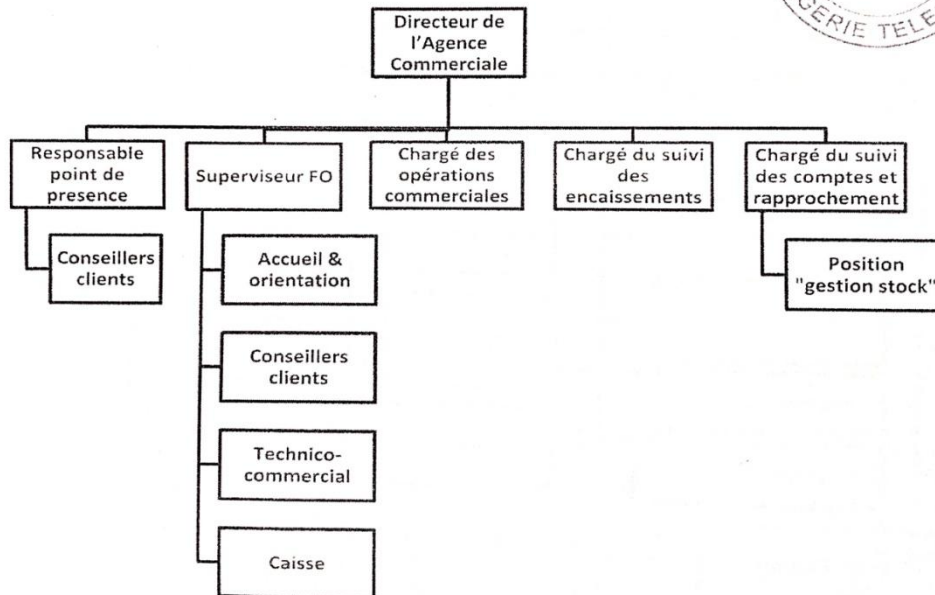 GERIE TELE
Directeur de
l'Agence
Commerciale
Responsable
point de
presence
Superviseur FO
Chargé des
opérations
commerciales
Chargé du suivi
des
encaissements
Chargé du suivi
des comptes et
rapprochement
Conseillers
clients
Accueil &
orientation
Conseillers
clients
Technico-
commercial
Caisse
Position
"gestion stock"